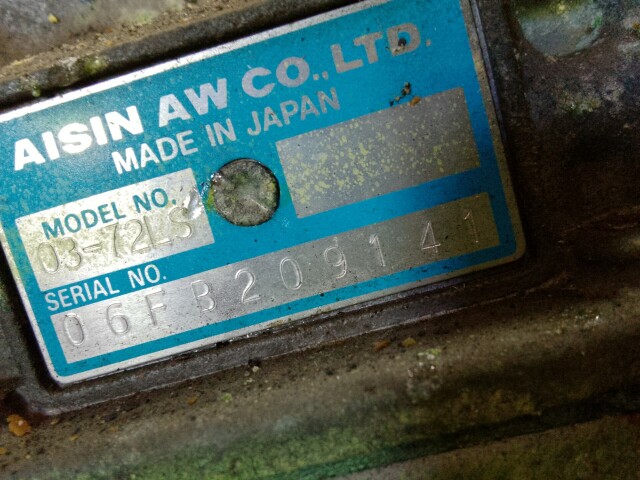 AISIN AW CO., LTD.
MADE IN JAPAN
MODEL NO.
03-72LS
SERIAL NO.
06FB209141